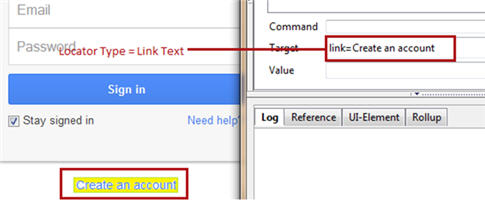 Email
Password
Locator Type = Link Text
Sign in
Stay signed in
Need help?
Create an account
Command
Target
link=Create an account
Value
Log
Reference
UI-Element
Rollup